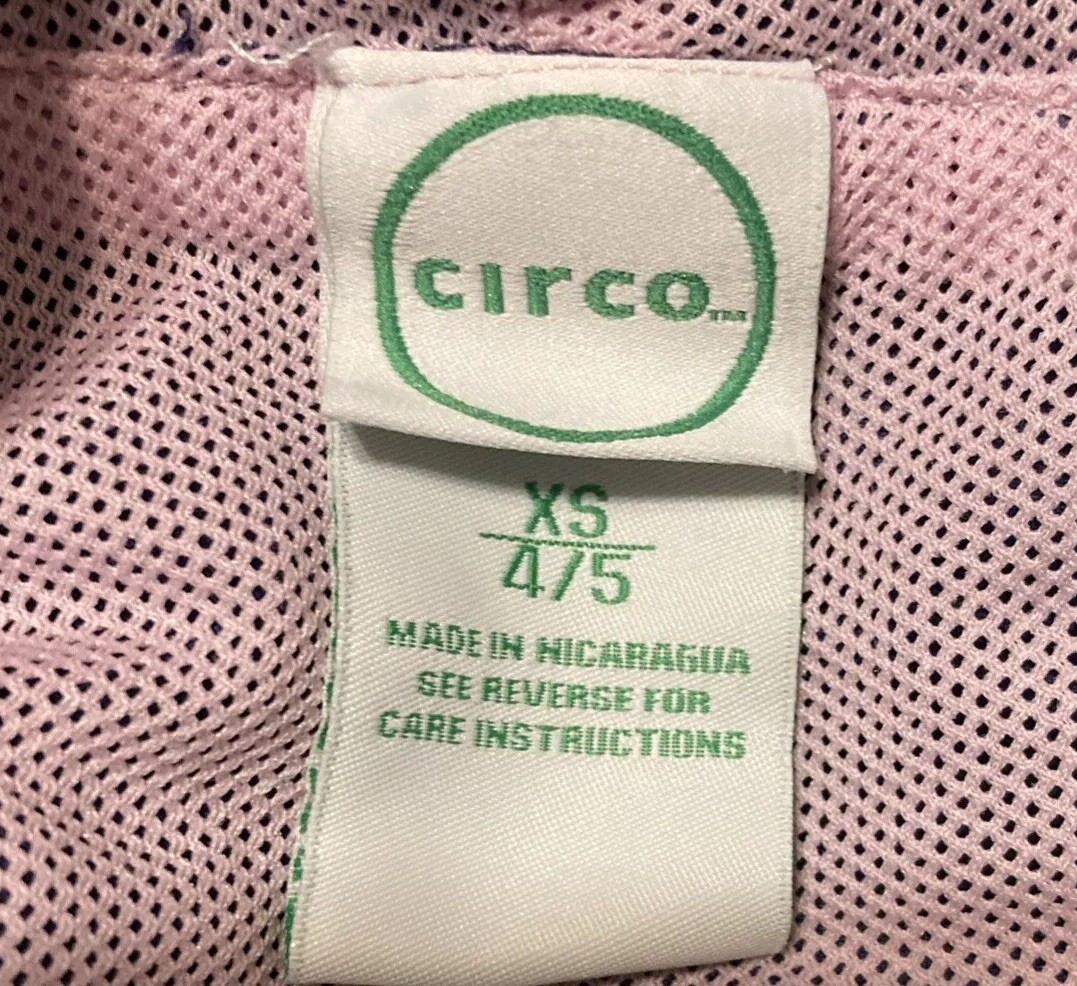 circo™
XS
4/5
MADE IN NICARAGUA
SEE REVERSE FOR
CARE INSTRUCTIONS